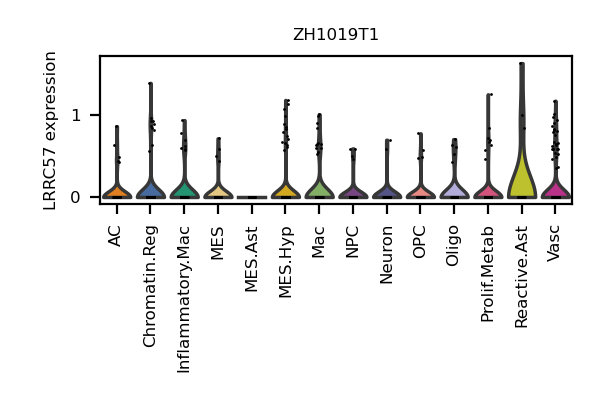 ZH1019T1
LRRC57 expression
1
0
AC
Chromatin.Reg
Inflammatory.Mac
MES
MES.Ast
MES.Hyp
Mac
NPC
Neuron
OPC
Oligo
Prolif.Metab
Reactive.Ast
Vasc